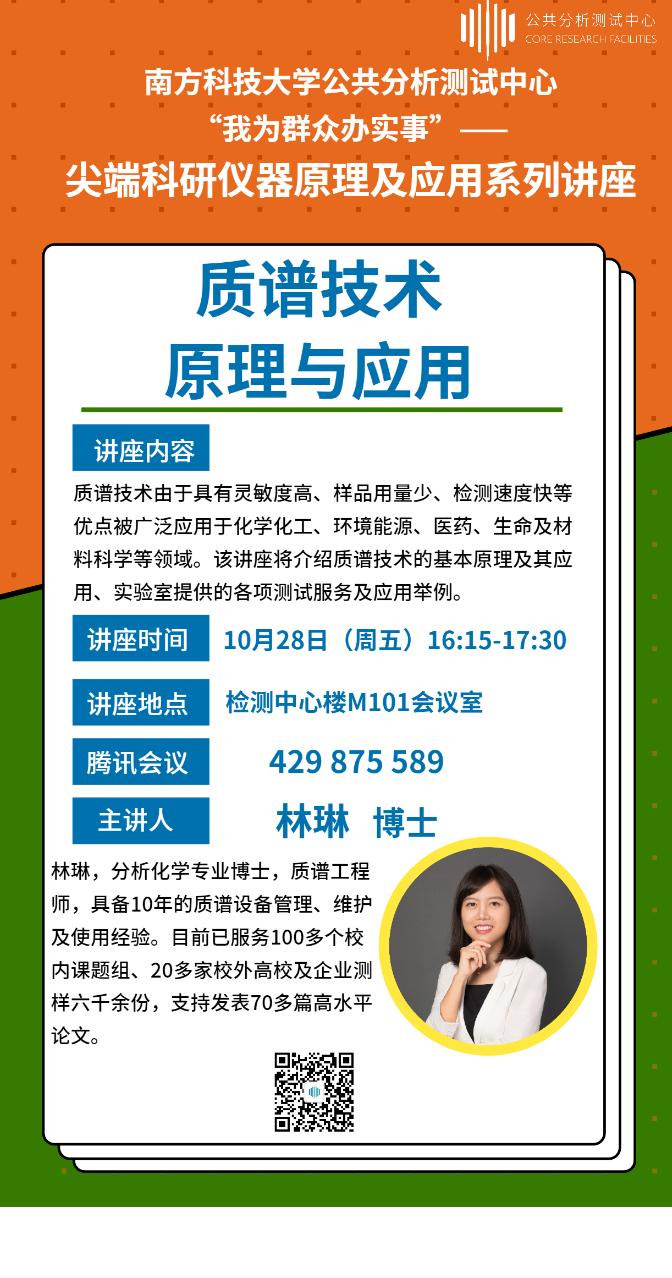 公共分析测试中心
CORE RESEARCH FACILITIES
南方科技大学公共分析测试中心
“我为群众办实事”——
尖端科研仪器原理及应用系列讲座
质谱技术
原理与应用
讲座内容
质谱技术由于具有灵敏度高、样品用量少、检测速度快等
优点被广泛应用于化学化工、环境能源、医药、生命及材
料科学等领域。该讲座将介绍质谱技术的基本原理及其应
用、实验室提供的各项测试服务及应用举例。
讲座时间 10月28日（周五）16:15-17:30
讲座地点 检测中心楼M101会议室
腾讯会议 429 875 589
主讲人 林琳 博士
林琳，分析化学专业博士，质谱工程
师，具备10年的质谱设备管理、维护
及使用经验。目前已服务100多个校
内课题组、20多家校外高校及企业测
样六千余份，支持发表70多篇高水平
论文。